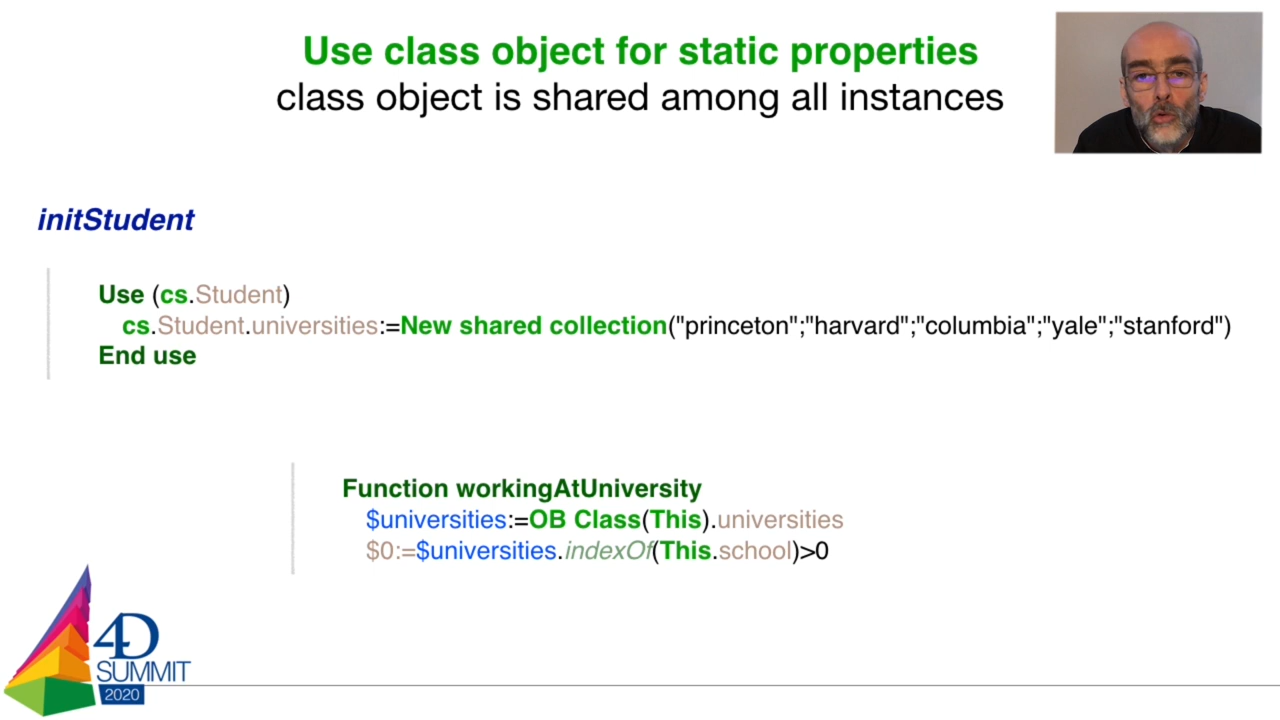 Use class object for static properties
class object is shared among all instances
initStudent
Use (cs.Student)
cs.Student.universities:=New shared collection("princeton";"harvard";"columbia";"yale";"stanford")
End use
Function workingAtUniversity
$universities:=OB Class(This).universities
$0:=$universities.indexOf(This.school)>0
4D
SUMMIT
2020